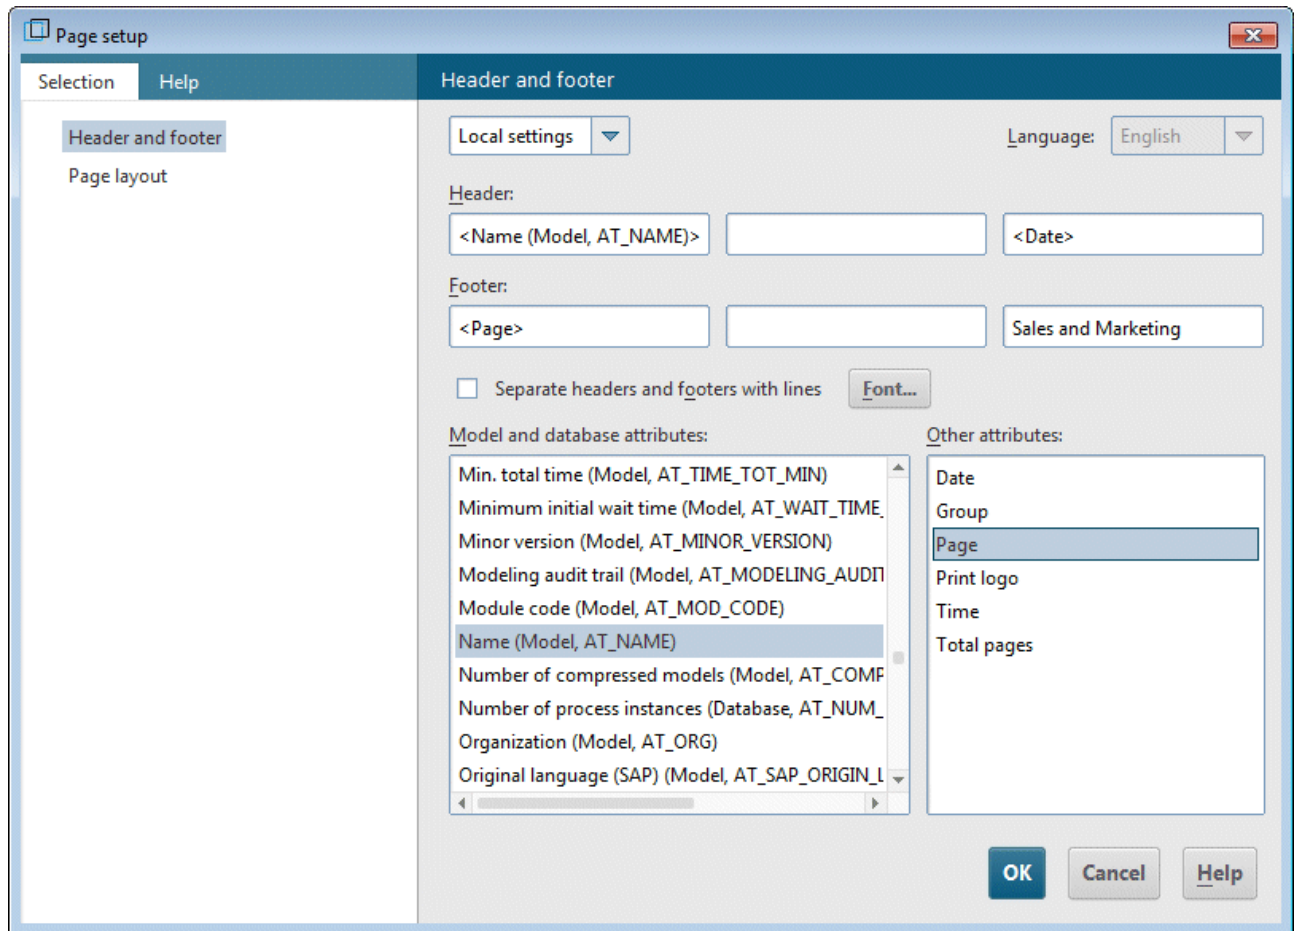 Page setup
Selection Help
Header and footer
Header and footer
Page layout
Local settings
Language: English
Header:
<Name (Model, AT_NAME)> <Date>
Footer:
<Page> Sales and Marketing
Separate headers and footers with lines Font...
Model and database attributes:
Min. total time (Model, AT_TIME_TOT_MIN)
Minimum initial wait time (Model, AT_WAIT_TIME_
Minor version (Model, AT_MINOR_VERSION)
Modeling audit trail (Model, AT_MODELING_AUDIT
Module code (Model, AT_MOD_CODE)
Name (Model, AT_NAME)
Number of compressed models (Model, AT_COMP
Number of process instances (Database, AT_NUM_
Organization (Model, AT_ORG)
Original language (SAP) (Model, AT_SAP_ORIGIN_L
Other attributes:
Date
Group
Page
Print logo
Time
Total pages
OK Cancel Help